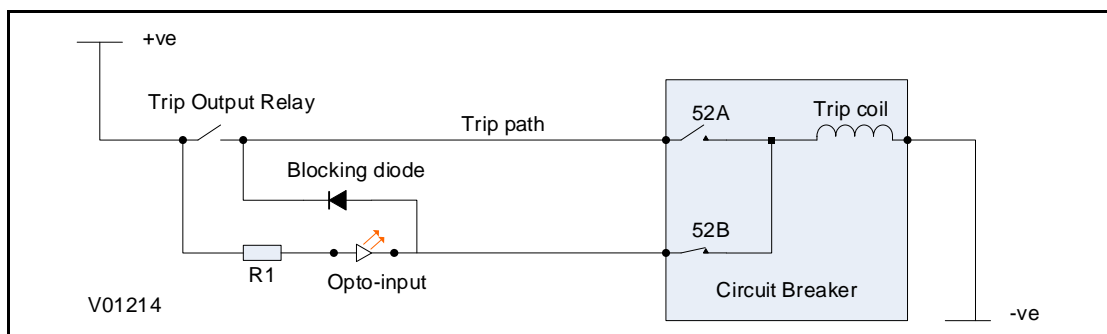 +ve
Trip Output Relay
Trip path
52A
Trip coil
Blocking diode
52B
R1
Opto-input
Circuit Breaker
V01214
-ve